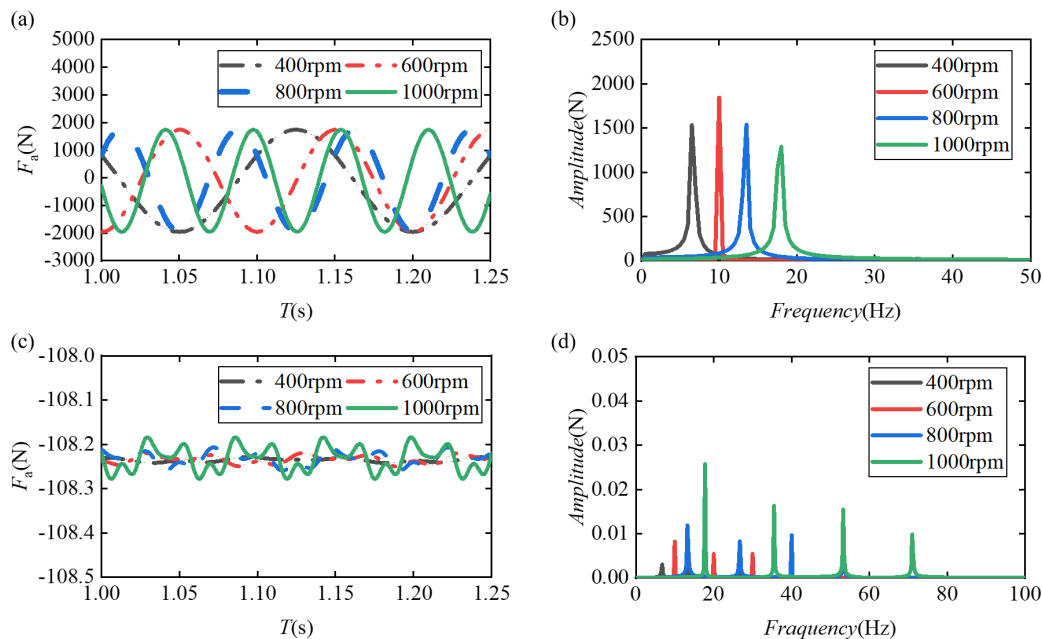 (a)
5000
4000
3000
2000
1000
0
-1000
-2000
-3000
Fa(N)
400rpm 600rpm
800rpm 1000rpm
1.00 1.05 1.10 1.15 1.20 1.25
T(s)
(b)
2500
2000
1500
1000
500
0
Amplitude(N)
400rpm
600rpm
800rpm
1000rpm
0 10 20 30 40 50
Frequency(Hz)
(c)
-108.0
-108.1
-108.2
-108.3
-108.4
-108.5
Fa(N)
400rpm 600rpm
800rpm 1000rpm
1.00 1.05 1.10 1.15 1.20 1.25
T(s)
(d)
0.05
0.04
0.03
0.02
0.01
0.00
Amplitude(N)
400rpm
600rpm
800rpm
1000rpm
0 20 40 60 80 100
Fraquency(Hz)